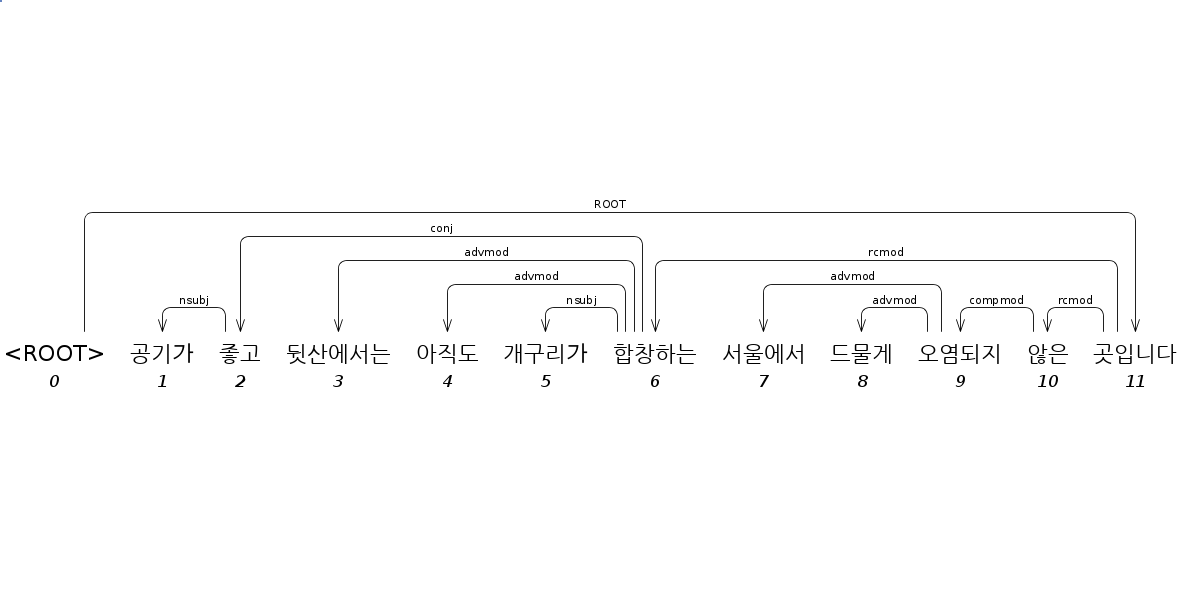 ROOT
conj
advmod rcmod
advmod advmod
nsubj nsubj advmod compmod rcmod
<ROOT> 공기가 좋고 뒷산에서는 아직도 개구리가 합창하는 서울에서 드물게 오염되지 않은 곳입니다
0 1 2 3 4 5 6 7 8 9 10 11